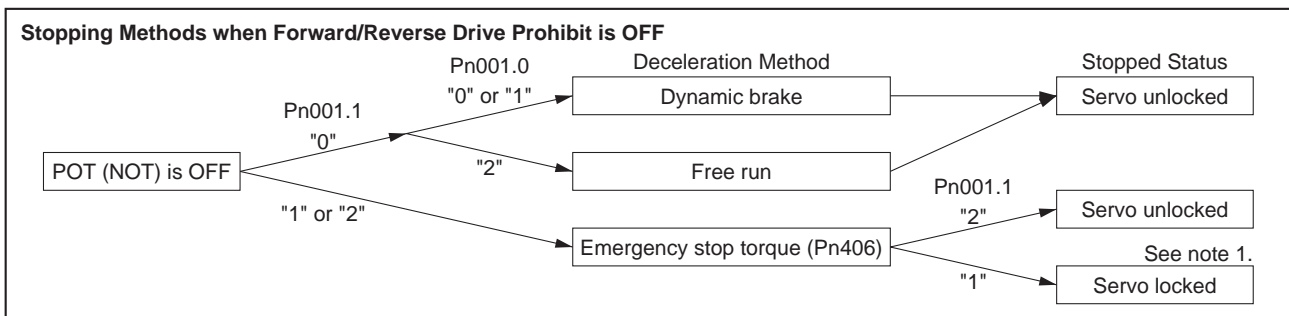 Stopping Methods when Forward/Reverse Drive Prohibit is OFF
Deceleration Method
Stopped Status
Pn001.0
"0" or "1"
Dynamic brake
Servo unlocked
Pn001.1
"0"
POT (NOT) is OFF
"2"
Free run
Pn001.1
"1" or "2"
"2"
Servo unlocked
Emergency stop torque (Pn406)
See note 1.
"1"
Servo locked